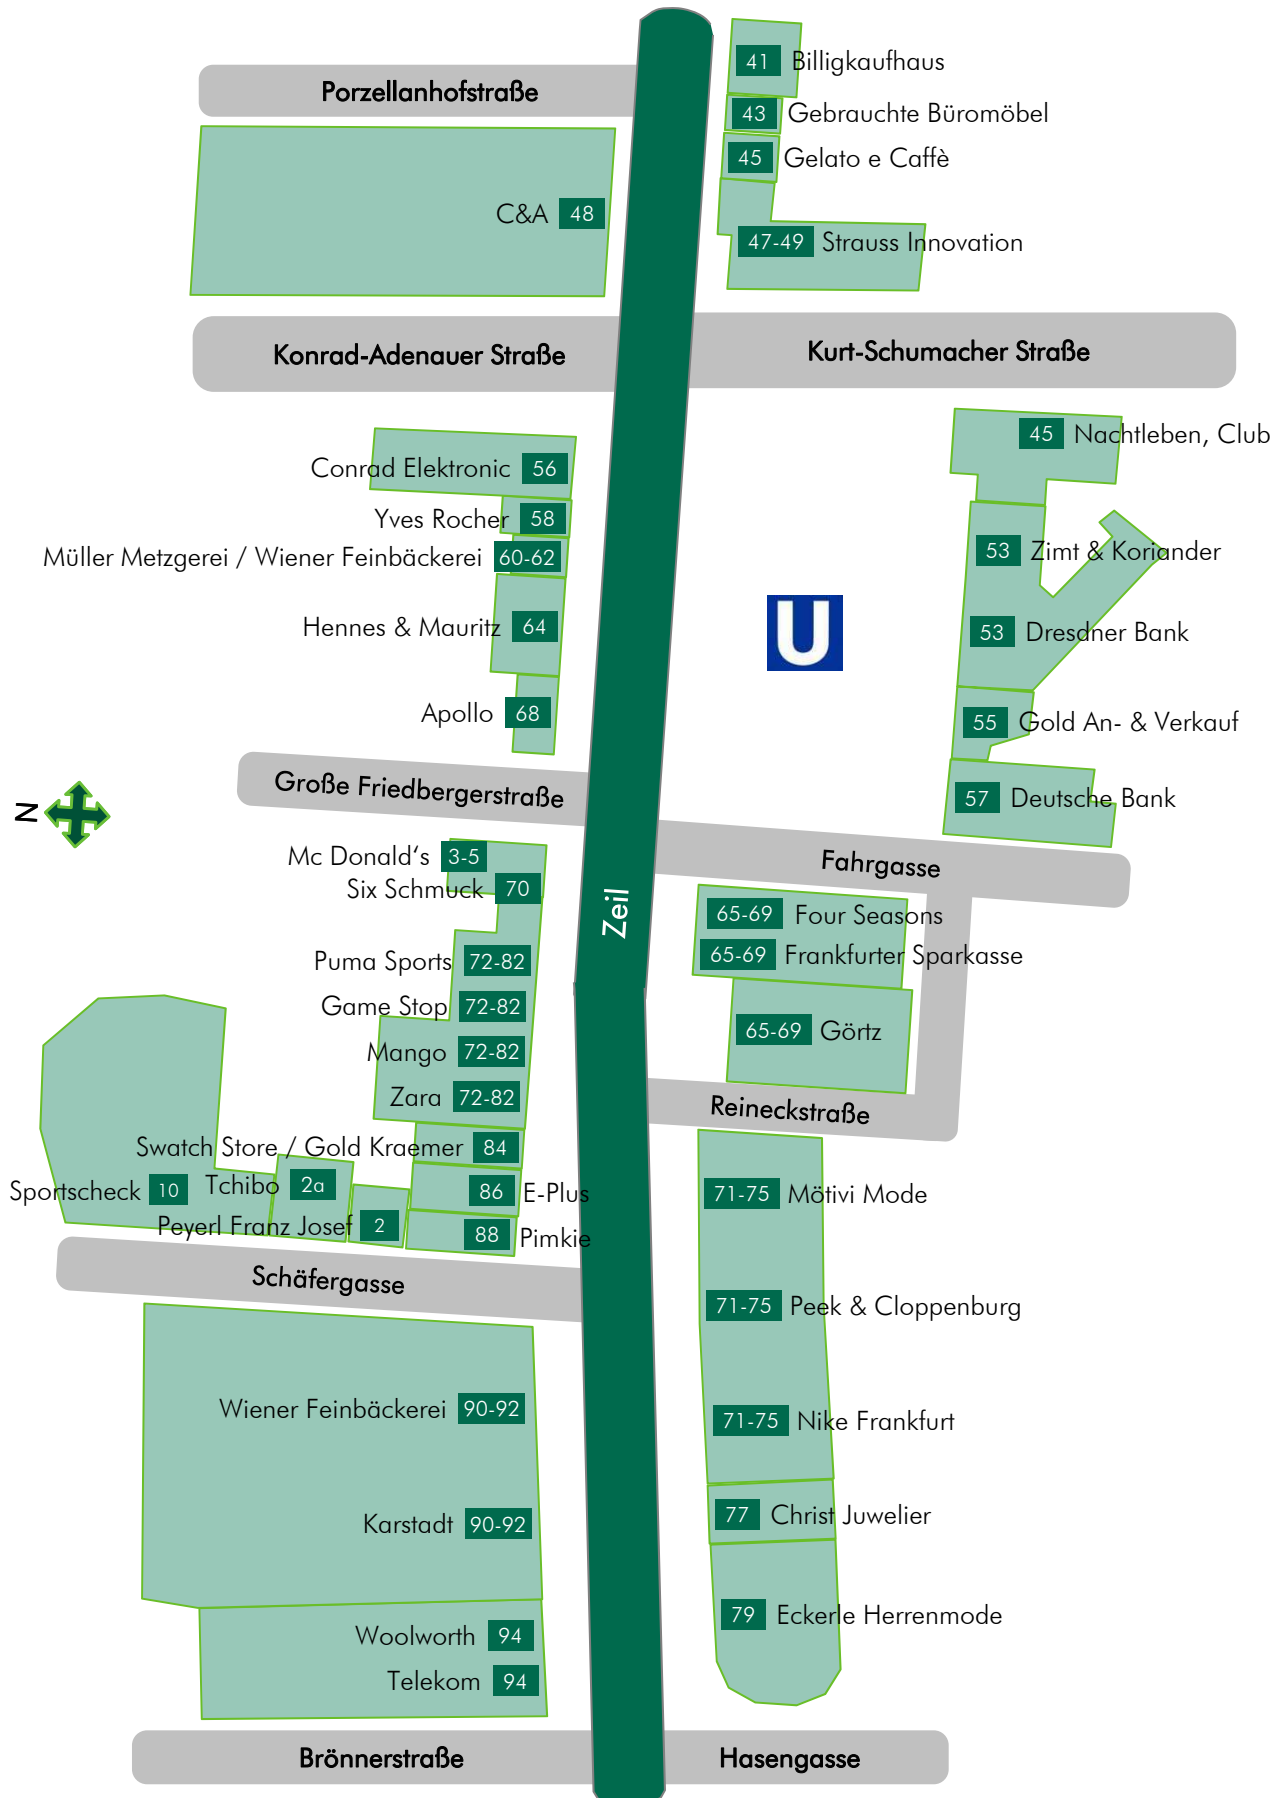 41 Billigkaufhaus
Porzellanhofstraße
43 Gebrauchte Büromöbel
45 Gelato e Caffè
C&A 48
47-49 Strauss Innovation
Konrad-Adenauer Straße
Kurt-Schumacher Straße
45 Nachtleben, Club
Conrad Elektronic 56
Yves Rocher 58
Müller Metzgerei / Wiener Feinbäckerei 60-62
53 Zimt & Koriander
Hennes & Mauritz 64
U
53 Dresdner Bank
Apollo 68
55 Gold An- & Verkauf
Große Friedbergerstraße
57 Deutsche Bank
N
Mc Donald‘s 3-5
Fahrgasse
Six Schmuck 70
Zeil
65-69 Four Seasons
Puma Sports 72-82
65-69 Frankfurter Sparkasse
Game Stop 72-82
65-69 Görtz
Mango 72-82
Zara 72-82
Reineckstraße
Swatch Store / Gold Kraemer 84
Sportscheck 10
Tchibo 2a
86 E-Plus
71-75 Mötivi Mode
Peyerl Franz Josef 2
88 Pimkie
Schäfergasse
71-75 Peek & Cloppenburg
Wiener Feinbäckerei 90-92
71-75 Nike Frankfurt
Karstadt 90-92
77 Christ Juwelier
79 Eckerle Herrenmode
Woolworth 94
Telekom 94
Brönnerstraße
Hasengasse